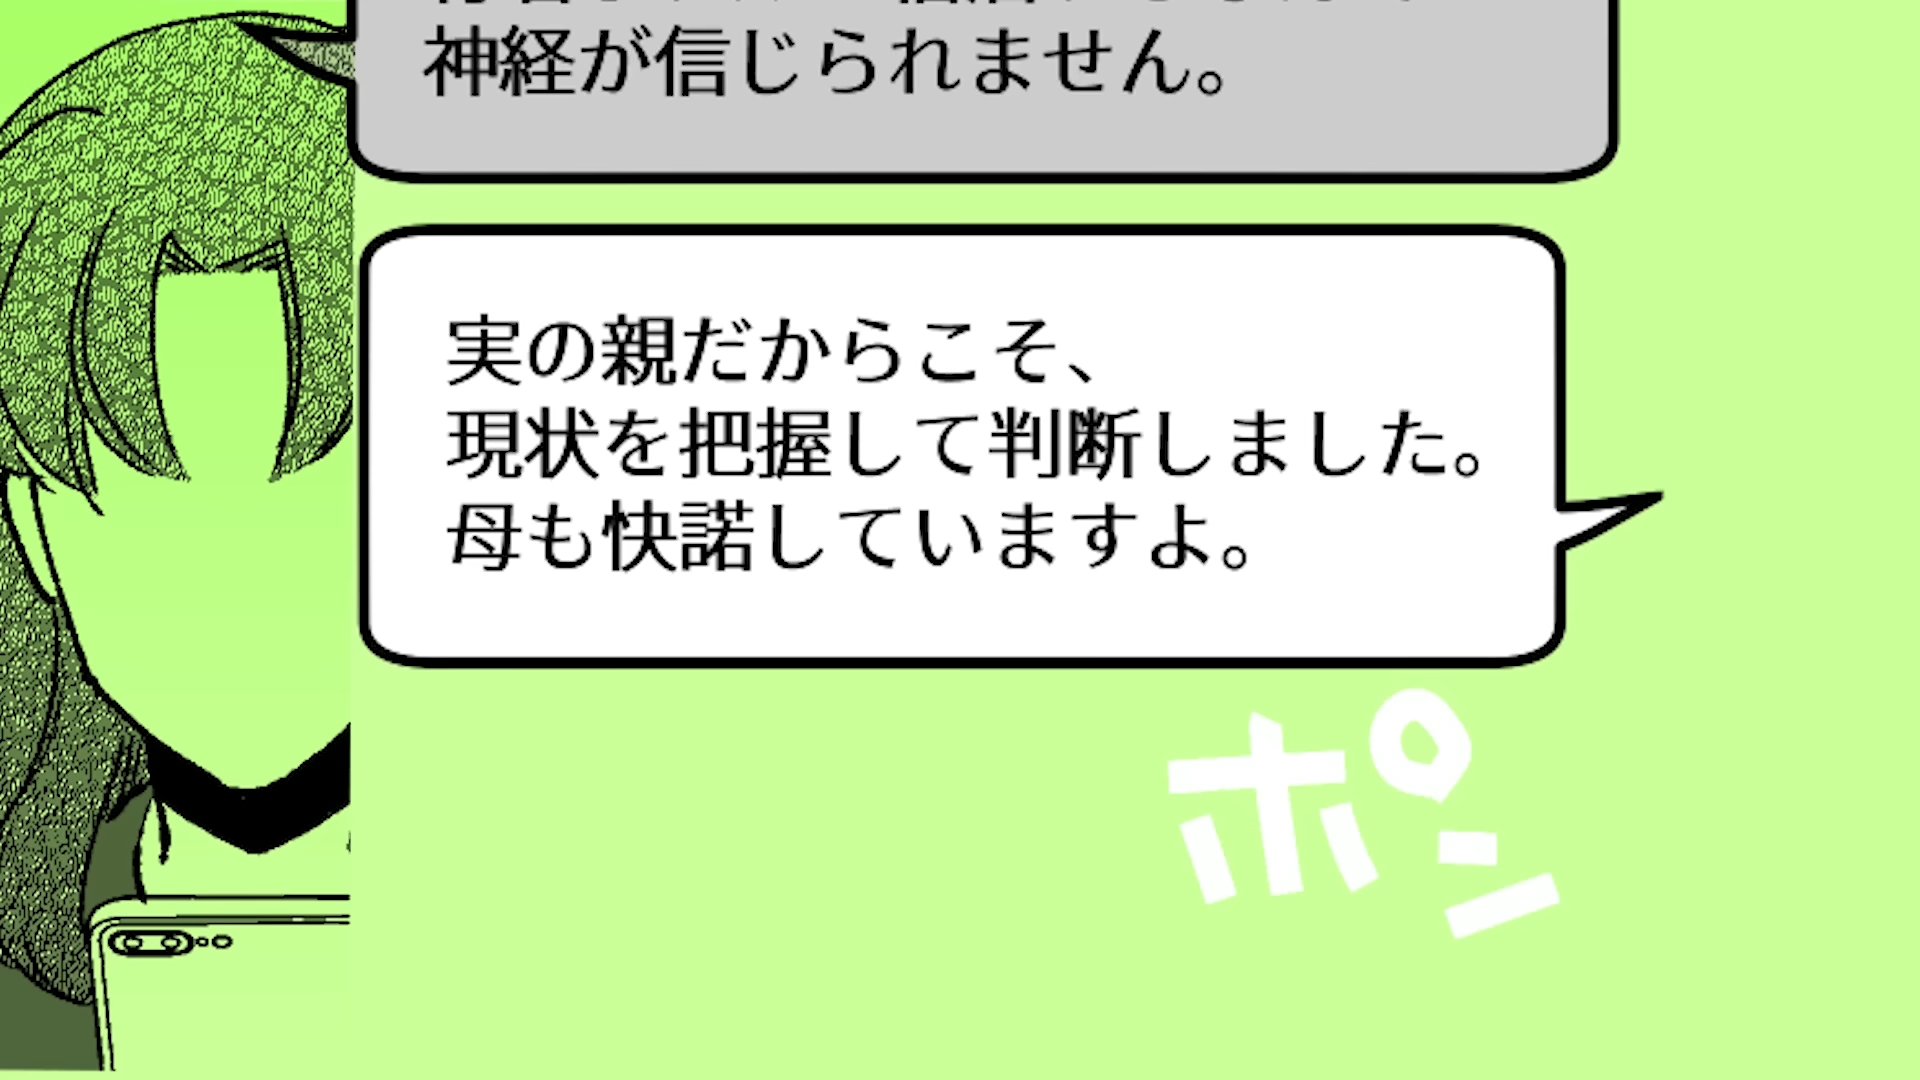 神経が信じられません。
実の親だからこそ、
現状を把握して判断しました。
母も快諾していますよ。
ポン